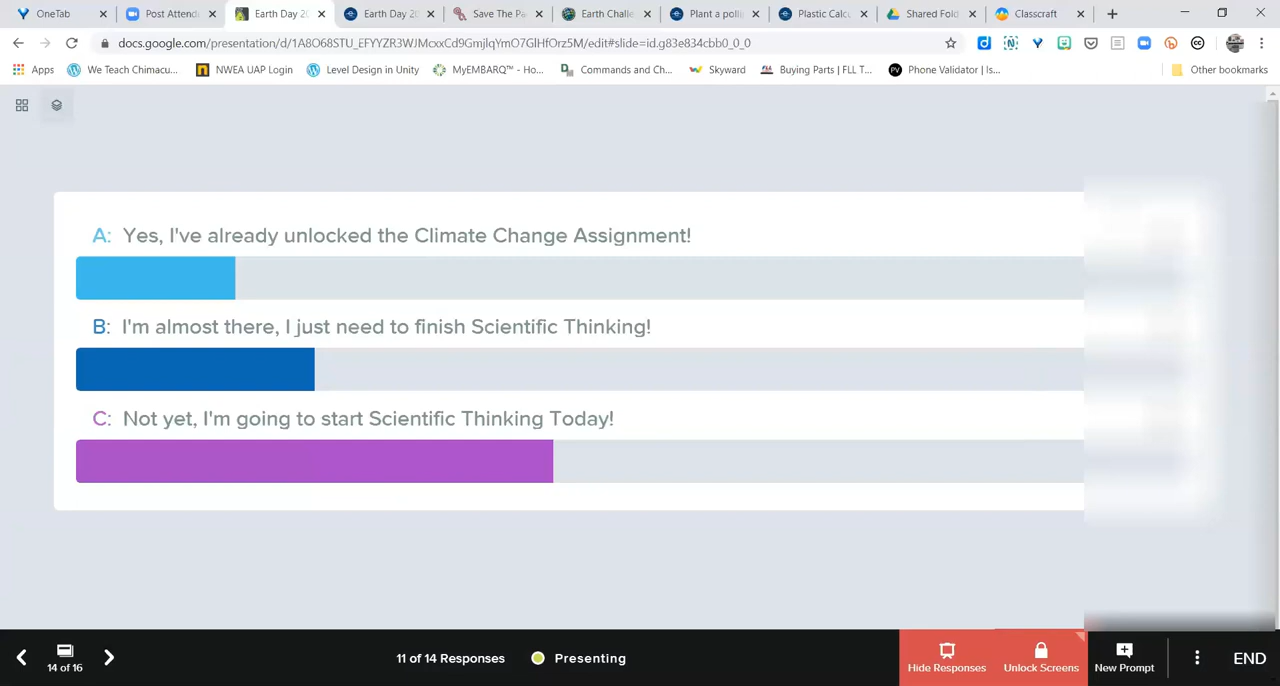 OneTab
Post Attend
Earth Day 20
Earth Day 20
Save The Pa
Earth Challe
Plant a polli
Plastic Calcu
Shared Fold
Classcraft
docs.google.com/presentation/d/1A8068STU_EFYYZR3WJMcscCd9GmjlqYmO7GlHfOrz5M/edit#slide=id.g83e834cbb0_0_0
Apps
We Teach Chimacu...
NWEA UAP Login
Level Design in Unity
MyEMBARQ™ - Ho...
Commands and Ch...
Skyward
Buying Parts | FLL T...
Phone Validator | Is...
Other bookmarks
A: Yes, I've already unlocked the Climate Change Assignment!
B: I'm almost there, I just need to finish Scientific Thinking!
C: Not yet, I'm going to start Scientific Thinking Today!
14 of 16
11 of 14 Responses
Presenting
Hide Responses
Unlock Screens
New Prompt
END